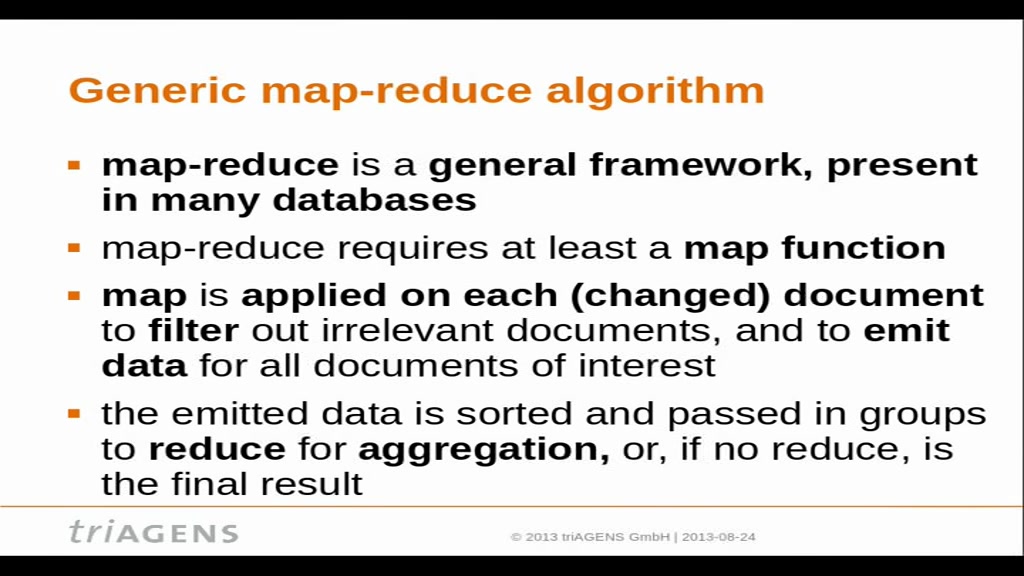 Generic map-reduce algorithm
map-reduce is a general framework, present
in many databases
map-reduce requires at least a map function
map is applied on each (changed) document
to filter out irrelevant documents, and to emit
data for all documents of interest
the emitted data is sorted and passed in groups
to reduce for aggregation, or, if no reduce, is
the final result
triAGENS
© 2013 triAGENS GmbH | 2013-08-24